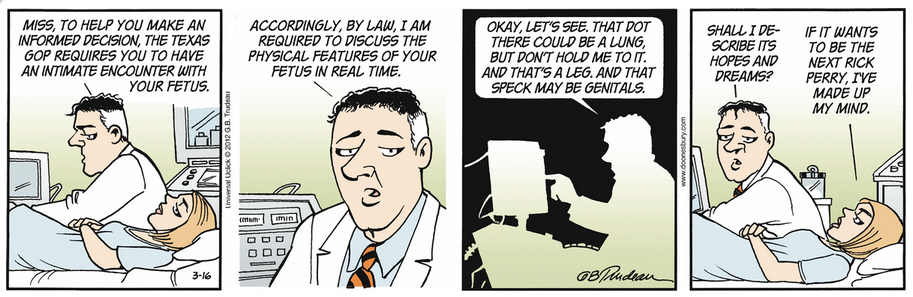 MISS, TO HELP YOU MAKE AN
INFORMED DECISION, THE TEXAS
GOP REQUIRES YOU TO HAVE
AN INTIMATE ENCOUNTER WITH
YOUR FETUS.
3-16
Universal Uclick © 2012 G.B. Trudeau
ACCORDINGLY, BY LAW, I AM
REQUIRED TO DISCUSS THE
PHYSICAL FEATURES OF YOUR
FETUS IN REAL TIME.
OKAY, LET'S SEE. THAT DOT
THERE COULD BE A LUNG,
BUT DON'T HOLD ME TO IT.
AND THAT'S A LEG. AND THAT
SPECK MAY BE GENITALS.
GBTrudeau
www.doonesbury.com
SHALL I DE-
SCRIBE ITS
HOPES AND
DREAMS?
IF IT WANTS
TO BE THE
NEXT RICK
PERRY, I'VE
MADE UP
MY MIND.